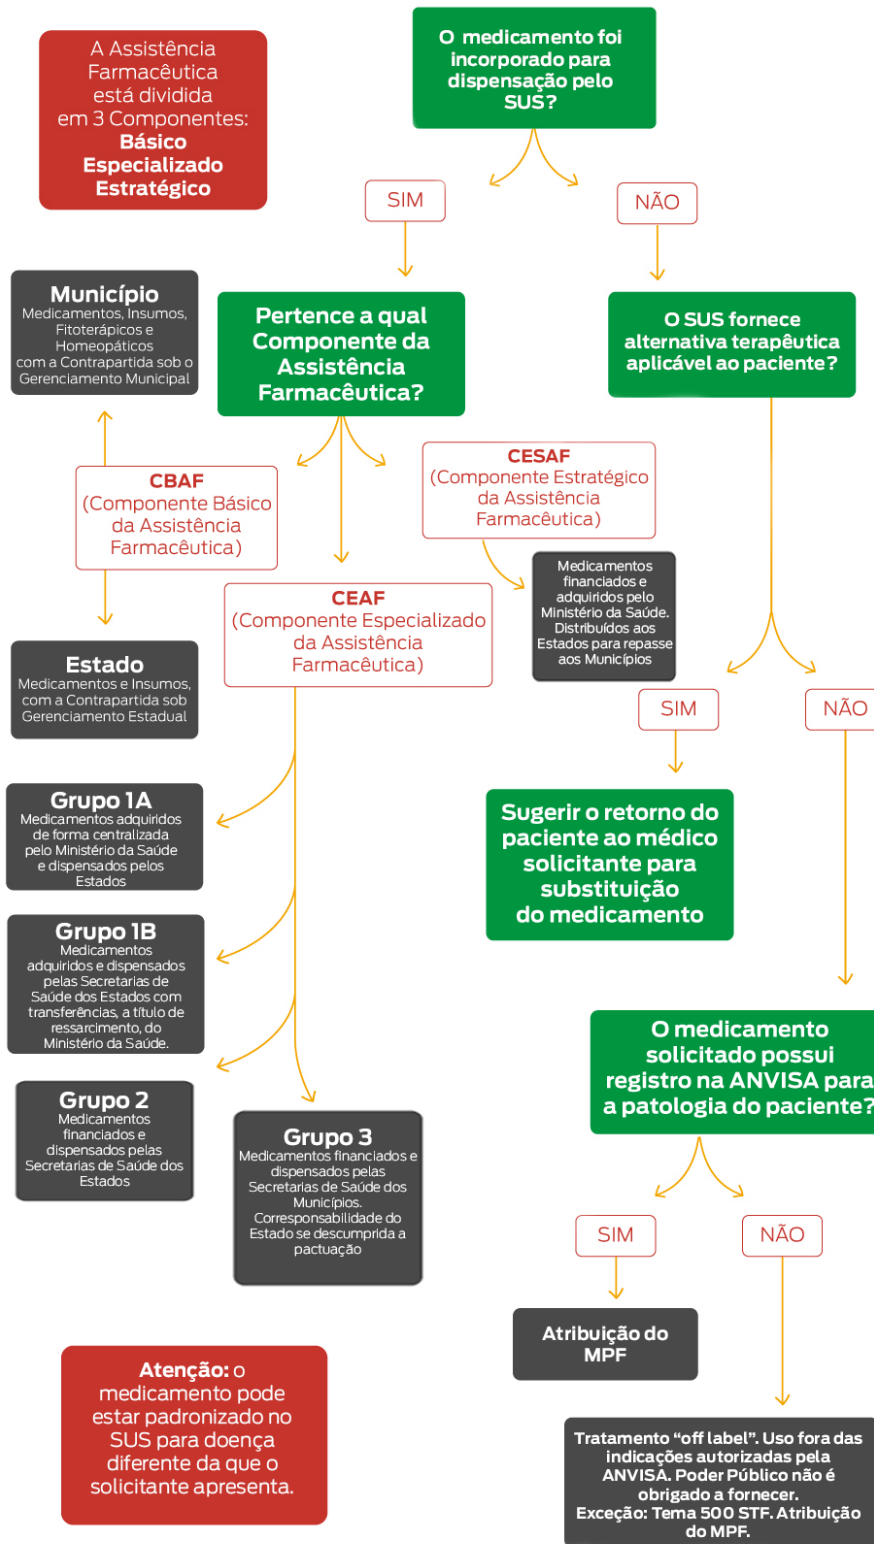 A Assistência
Farmacêutica
está dividida
em 3 Componentes:
Básico
Especializado
Estratégico
O medicamento foi
incorporado para
dispensação pelo
SUS?
SIM
NÃO
Município
Medicamentos, Insumos,
Fitoterápicos e
Homeopáticos
com a Contrapartida sob o
Gerenciamento Municipal
Pertence a qual
Componente da
Assistência
Farmacêutica?
O SUS fornece
alternativa terapêutica
aplicável ao paciente?
CBAF
(Componente Básico
da Assistência
Farmacêutica)
CESAF
(Componente Estratégico
da Assistência
Farmacêutica)
Medicamentos
financiados e
adquiridos pelo
Ministério da Saúde.
Distribuídos aos
Estados para repasse
aos Municípios
CEAF
(Componente Especializado
da Assistência
Farmacêutica)
Estado
Medicamentos e Insumos,
com a Contrapartida sob
Gerenciamento Estadual
SIM
NÃO
Grupo 1A
Medicamentos adquiridos
de forma centralizada
pelo Ministério da Saúde
e dispensados pelos
Estados
Sugerir o retorno do
paciente ao médico
solicitante para
substituição
do medicamento
Grupo 1B
Medicamentos
adquiridos e dispensados
pelas Secretarias de
Saúde dos Estados com
transferências, a título de
ressarcimento, do
Ministério da Saúde.
O medicamento
solicitado possui
registro na ANVISA para
a patologia do paciente?
Grupo 2
Medicamentos
financiados e
dispensados pelas
Secretarias de Saúde dos
Estados
Grupo 3
Medicamentos financiados e
dispensados pelas
Secretarias de Saúde dos
Municípios.
Corresponsabilidade do
Estado se descumprida a
pactuação
SIM
NÃO
Atribuição do
MPF
Atenção: o
medicamento pode
estar padronizado no
SUS para doença
diferente da que o
solicitante apresenta.
Tratamento “off label”. Uso fora das
indicações autorizadas pela
ANVISA. Poder Público não é
obrigado a fornecer.
Exceção: Tema 500 STF. Atribuição
do MPF.